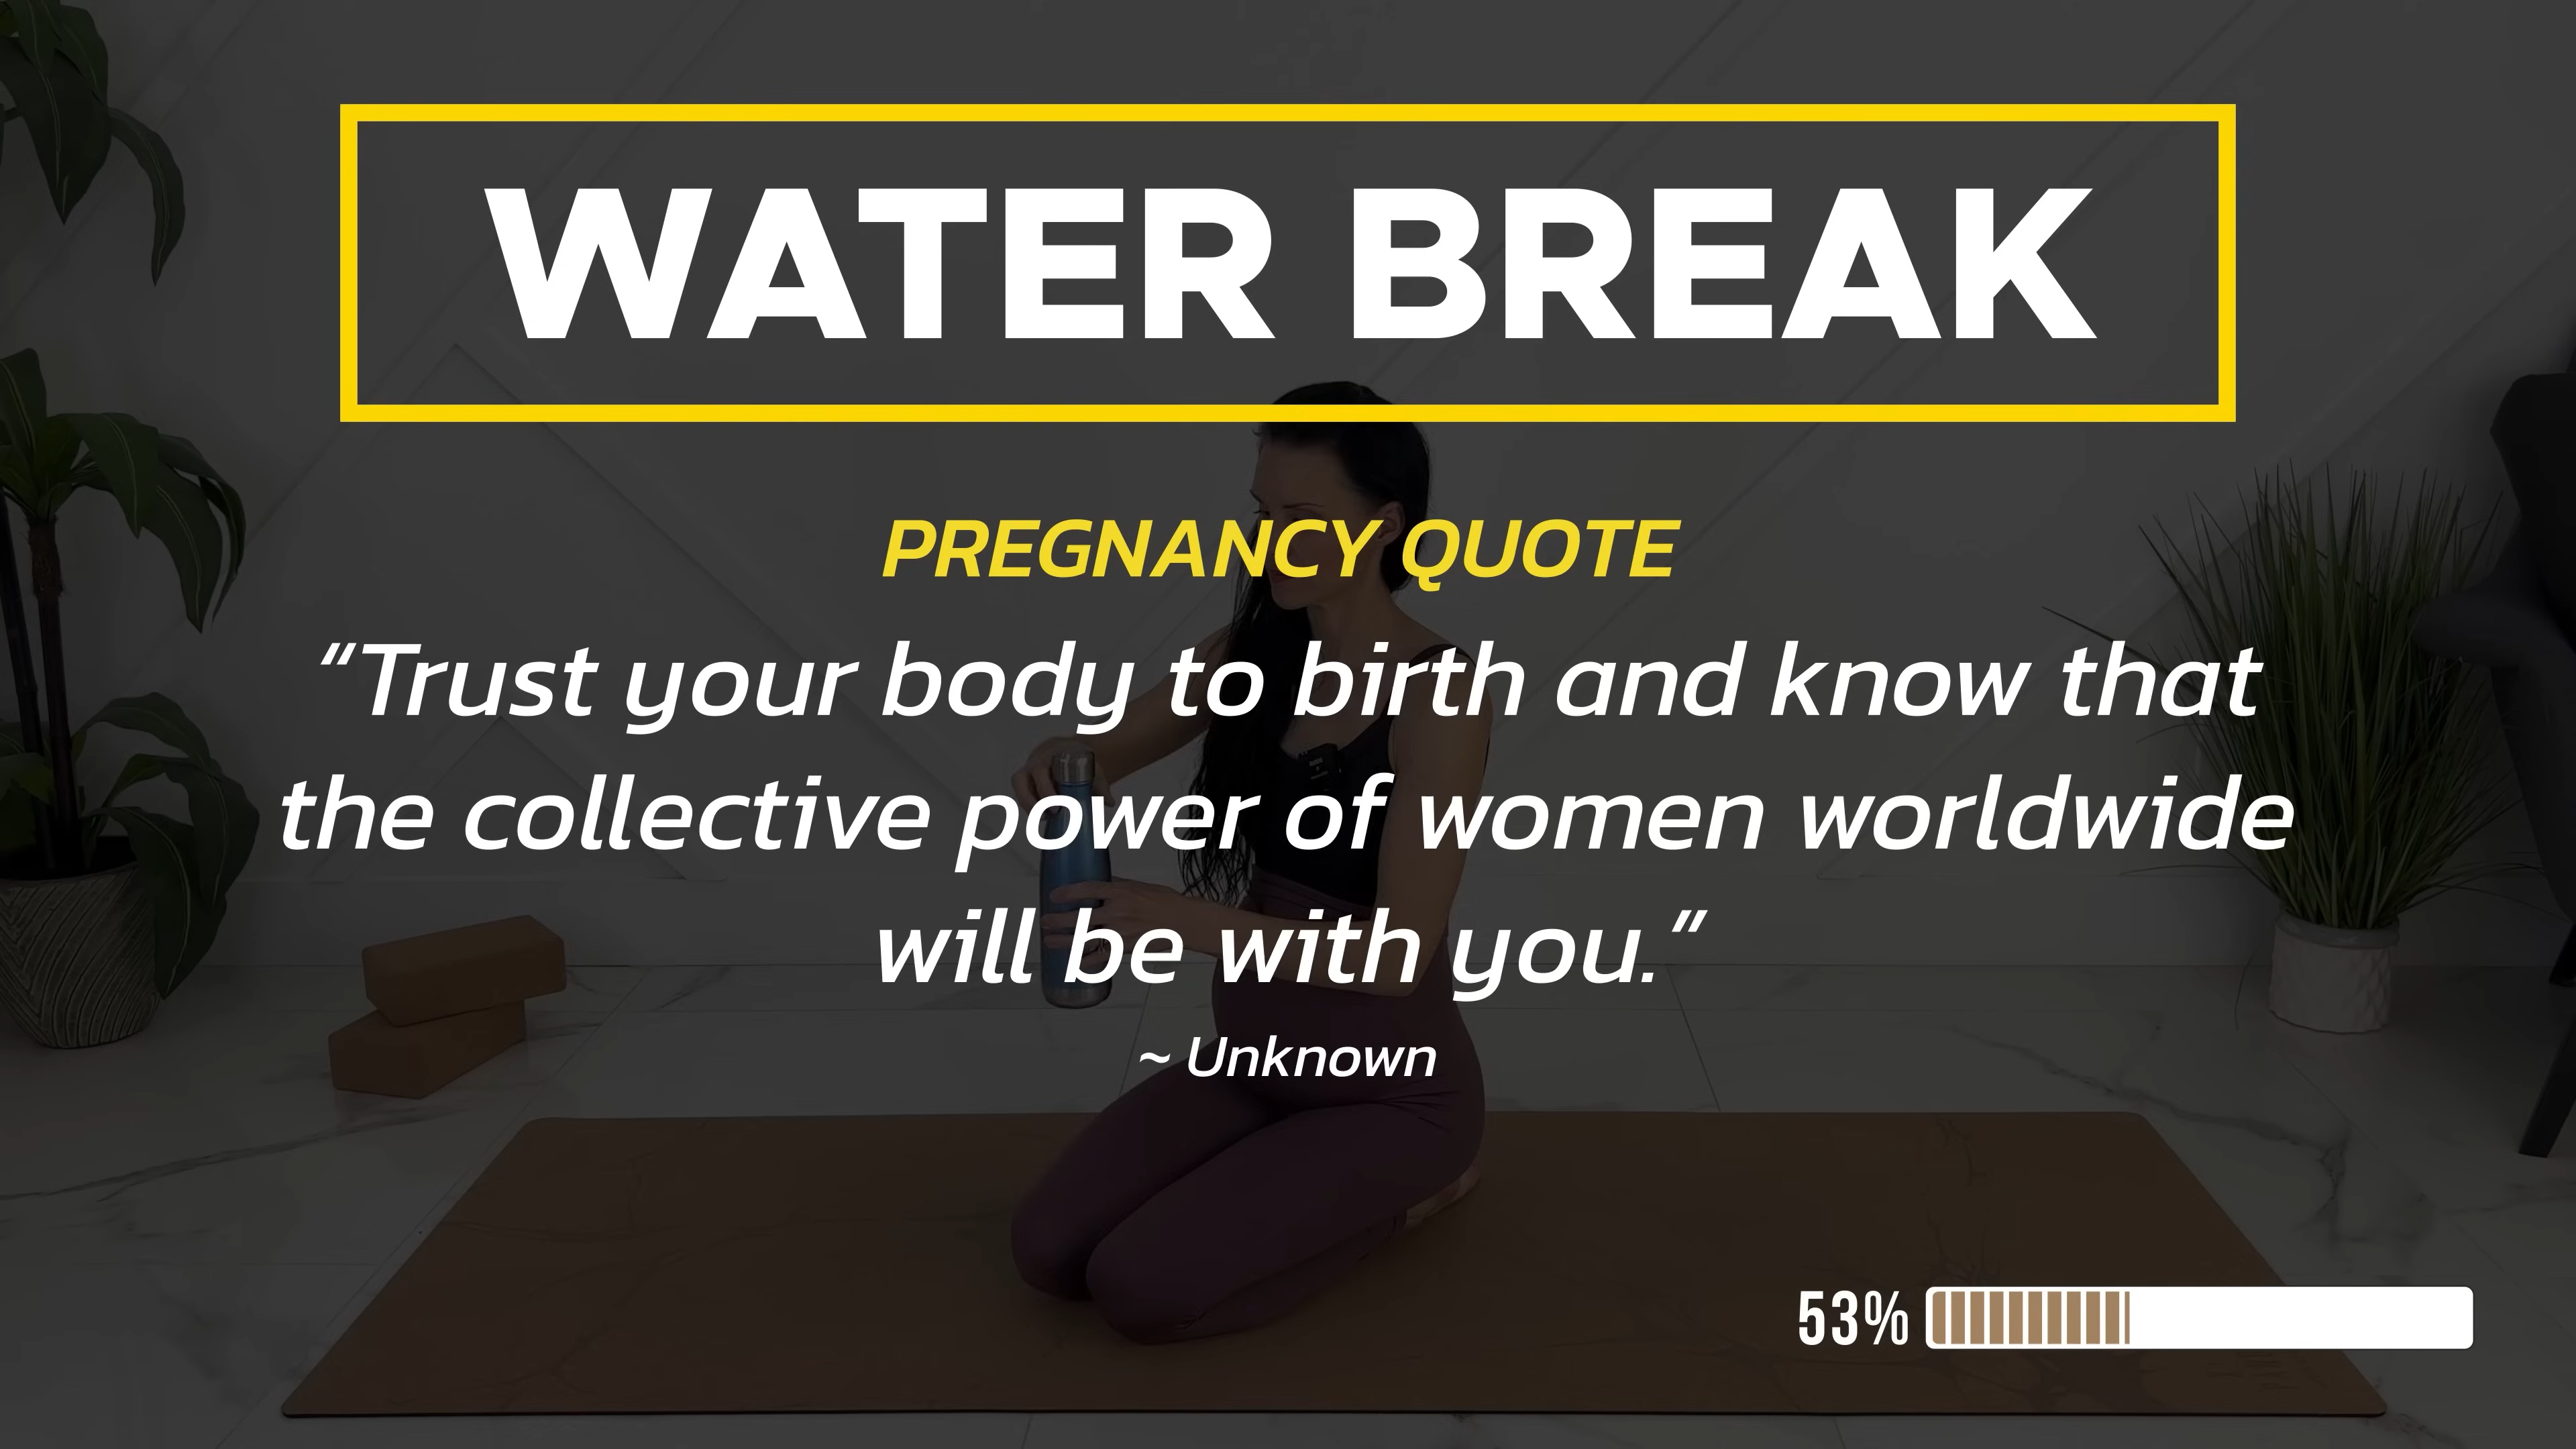 WATER BREAK
PREGNANCY QUOTE
“Trust your body to birth and know that
the collective power of women worldwide
will be with you.”
~ Unknown
53%